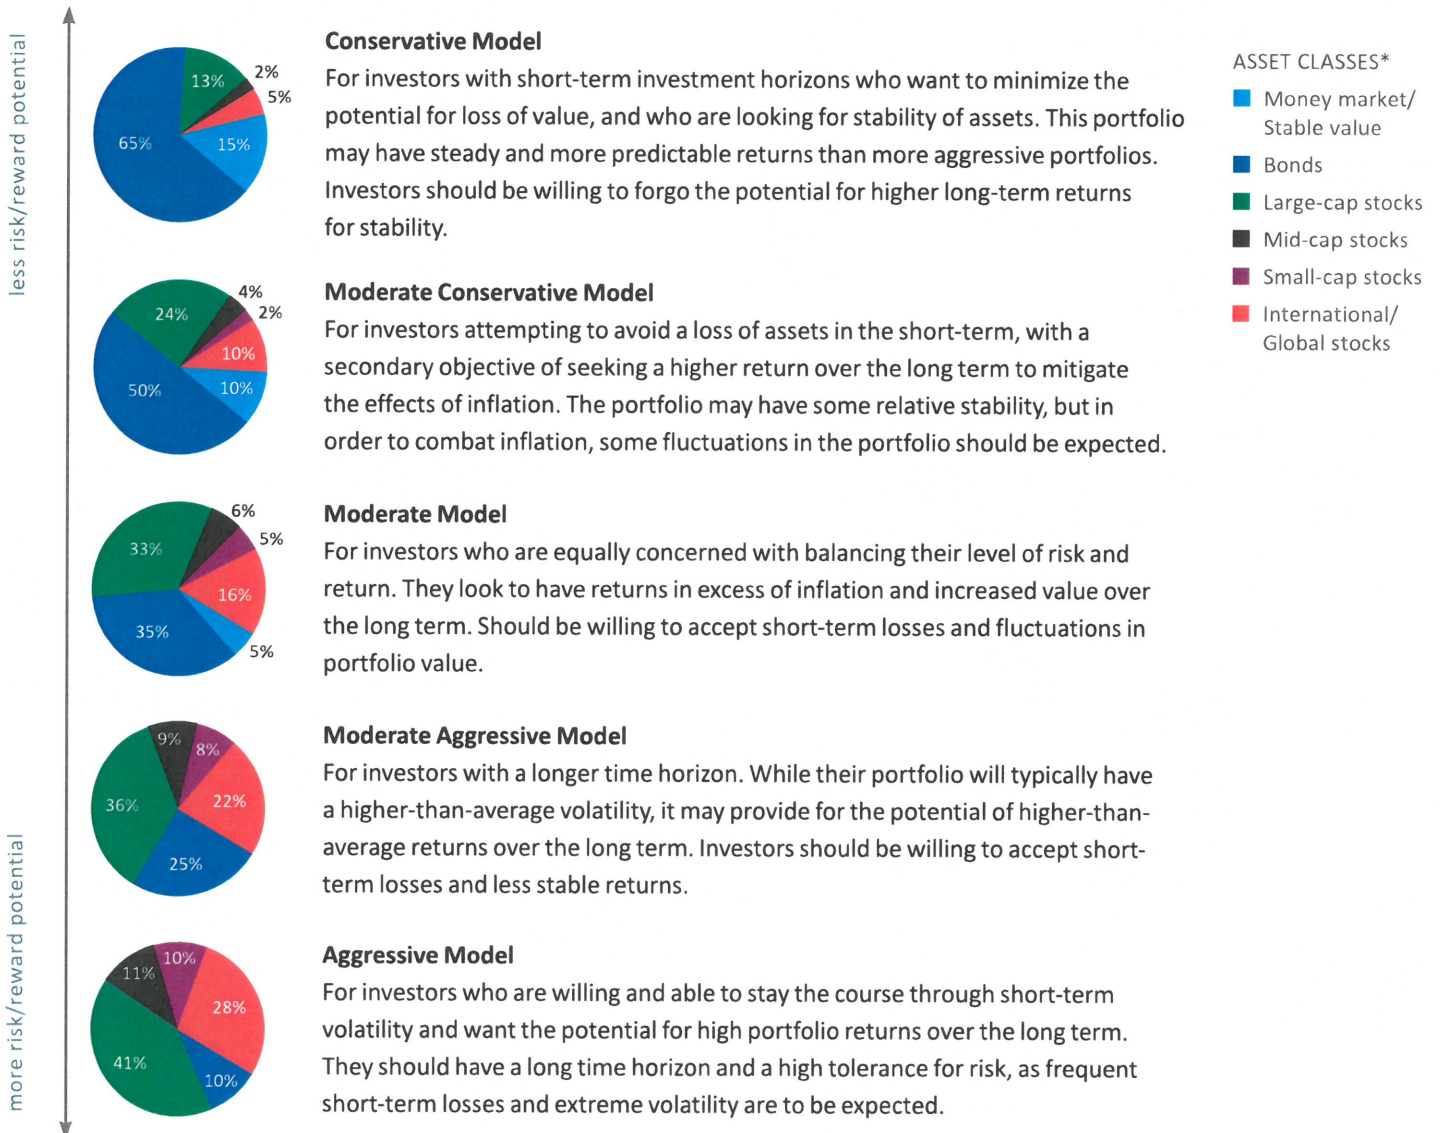 less risk/reward potential
more risk/reward potential
13%
2%
5%
65%
15%
Conservative Model
For investors with short-term investment horizons who want to minimize the
potential for loss of value, and who are looking for stability of assets. This portfolio
may have steady and more predictable returns than more aggressive portfolios.
Investors should be willing to forgo the potential for higher long-term returns
for stability.
4%
24%
2%
10%
50%
10%
Moderate Conservative Model
For investors attempting to avoid a loss of assets in the short-term, with a
secondary objective of seeking a higher return over the long term to mitigate
the effects of inflation. The portfolio may have some relative stability, but in
order to combat inflation, some fluctuations in the portfolio should be expected.
6%
33%
5%
16%
35%
5%
Moderate Model
For investors who are equally concerned with balancing their level of risk and
return. They look to have returns in excess of inflation and increased value over
the long term. Should be willing to accept short-term losses and fluctuations in
portfolio value.
9%
8%
36%
22%
25%
Moderate Aggressive Model
For investors with a longer time horizon. While their portfolio will typically have
a higher-than-average volatility, it may provide for the potential of higher-than-
average returns over the long term. Investors should be willing to accept short-
term losses and less stable returns.
10%
11%
28%
41%
10%
Aggressive Model
For investors who are willing and able to stay the course through short-term
volatility and want the potential for high portfolio returns over the long term.
They should have a long time horizon and a high tolerance for risk, as frequent
short-term losses and extreme volatility are to be expected.
ASSET CLASSES*
Money market/
Stable value
Bonds
Large-cap stocks
Mid-cap stocks
Small-cap stocks
International/
Global stocks